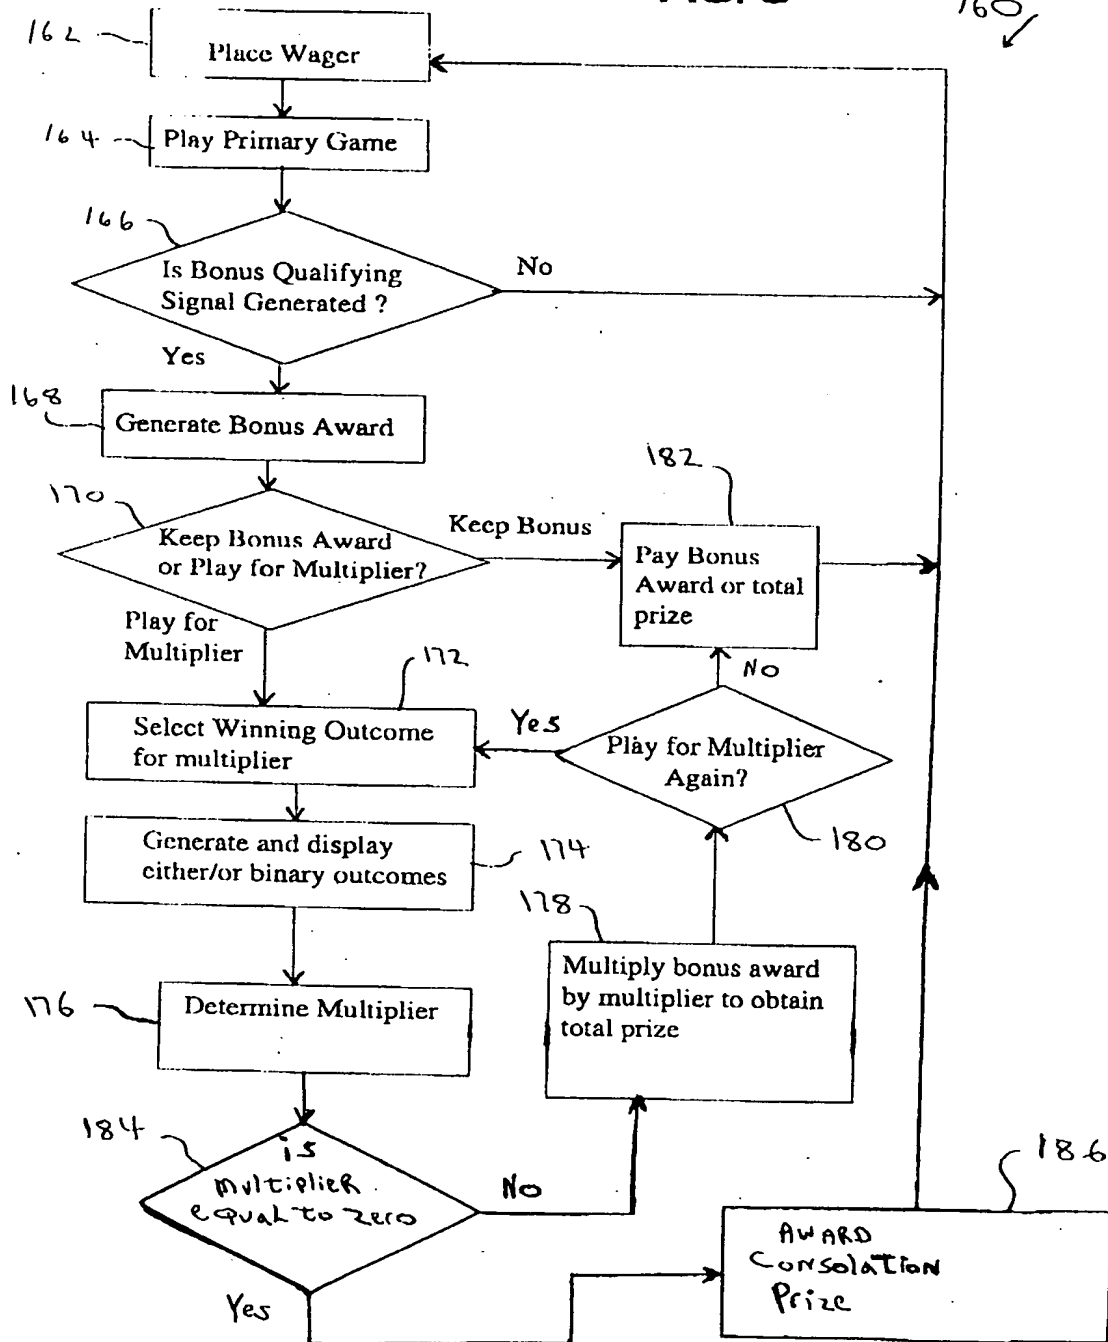 160
162
Place Wager
164
Play Primary Game
166
Is Bonus Qualifying
Signal Generated ?
No
Yes
168
Generate Bonus Award
170
Keep Bonus Award
or Play for Multiplier?
Keep Bonus
182
Pay Bonus
Award or total
prize
Play for
Multiplier
172
Select Winning Outcome
for multiplier
Yes
Play for Multiplier
Again?
No
180
Generate and display
either/or binary outcomes
174
178
Multiply bonus award
by multiplier to obtain
total prize
176
Determine Multiplier
184
is
multiplier
equal to zero
No
Yes
186
AWARD
Consolation
Prize